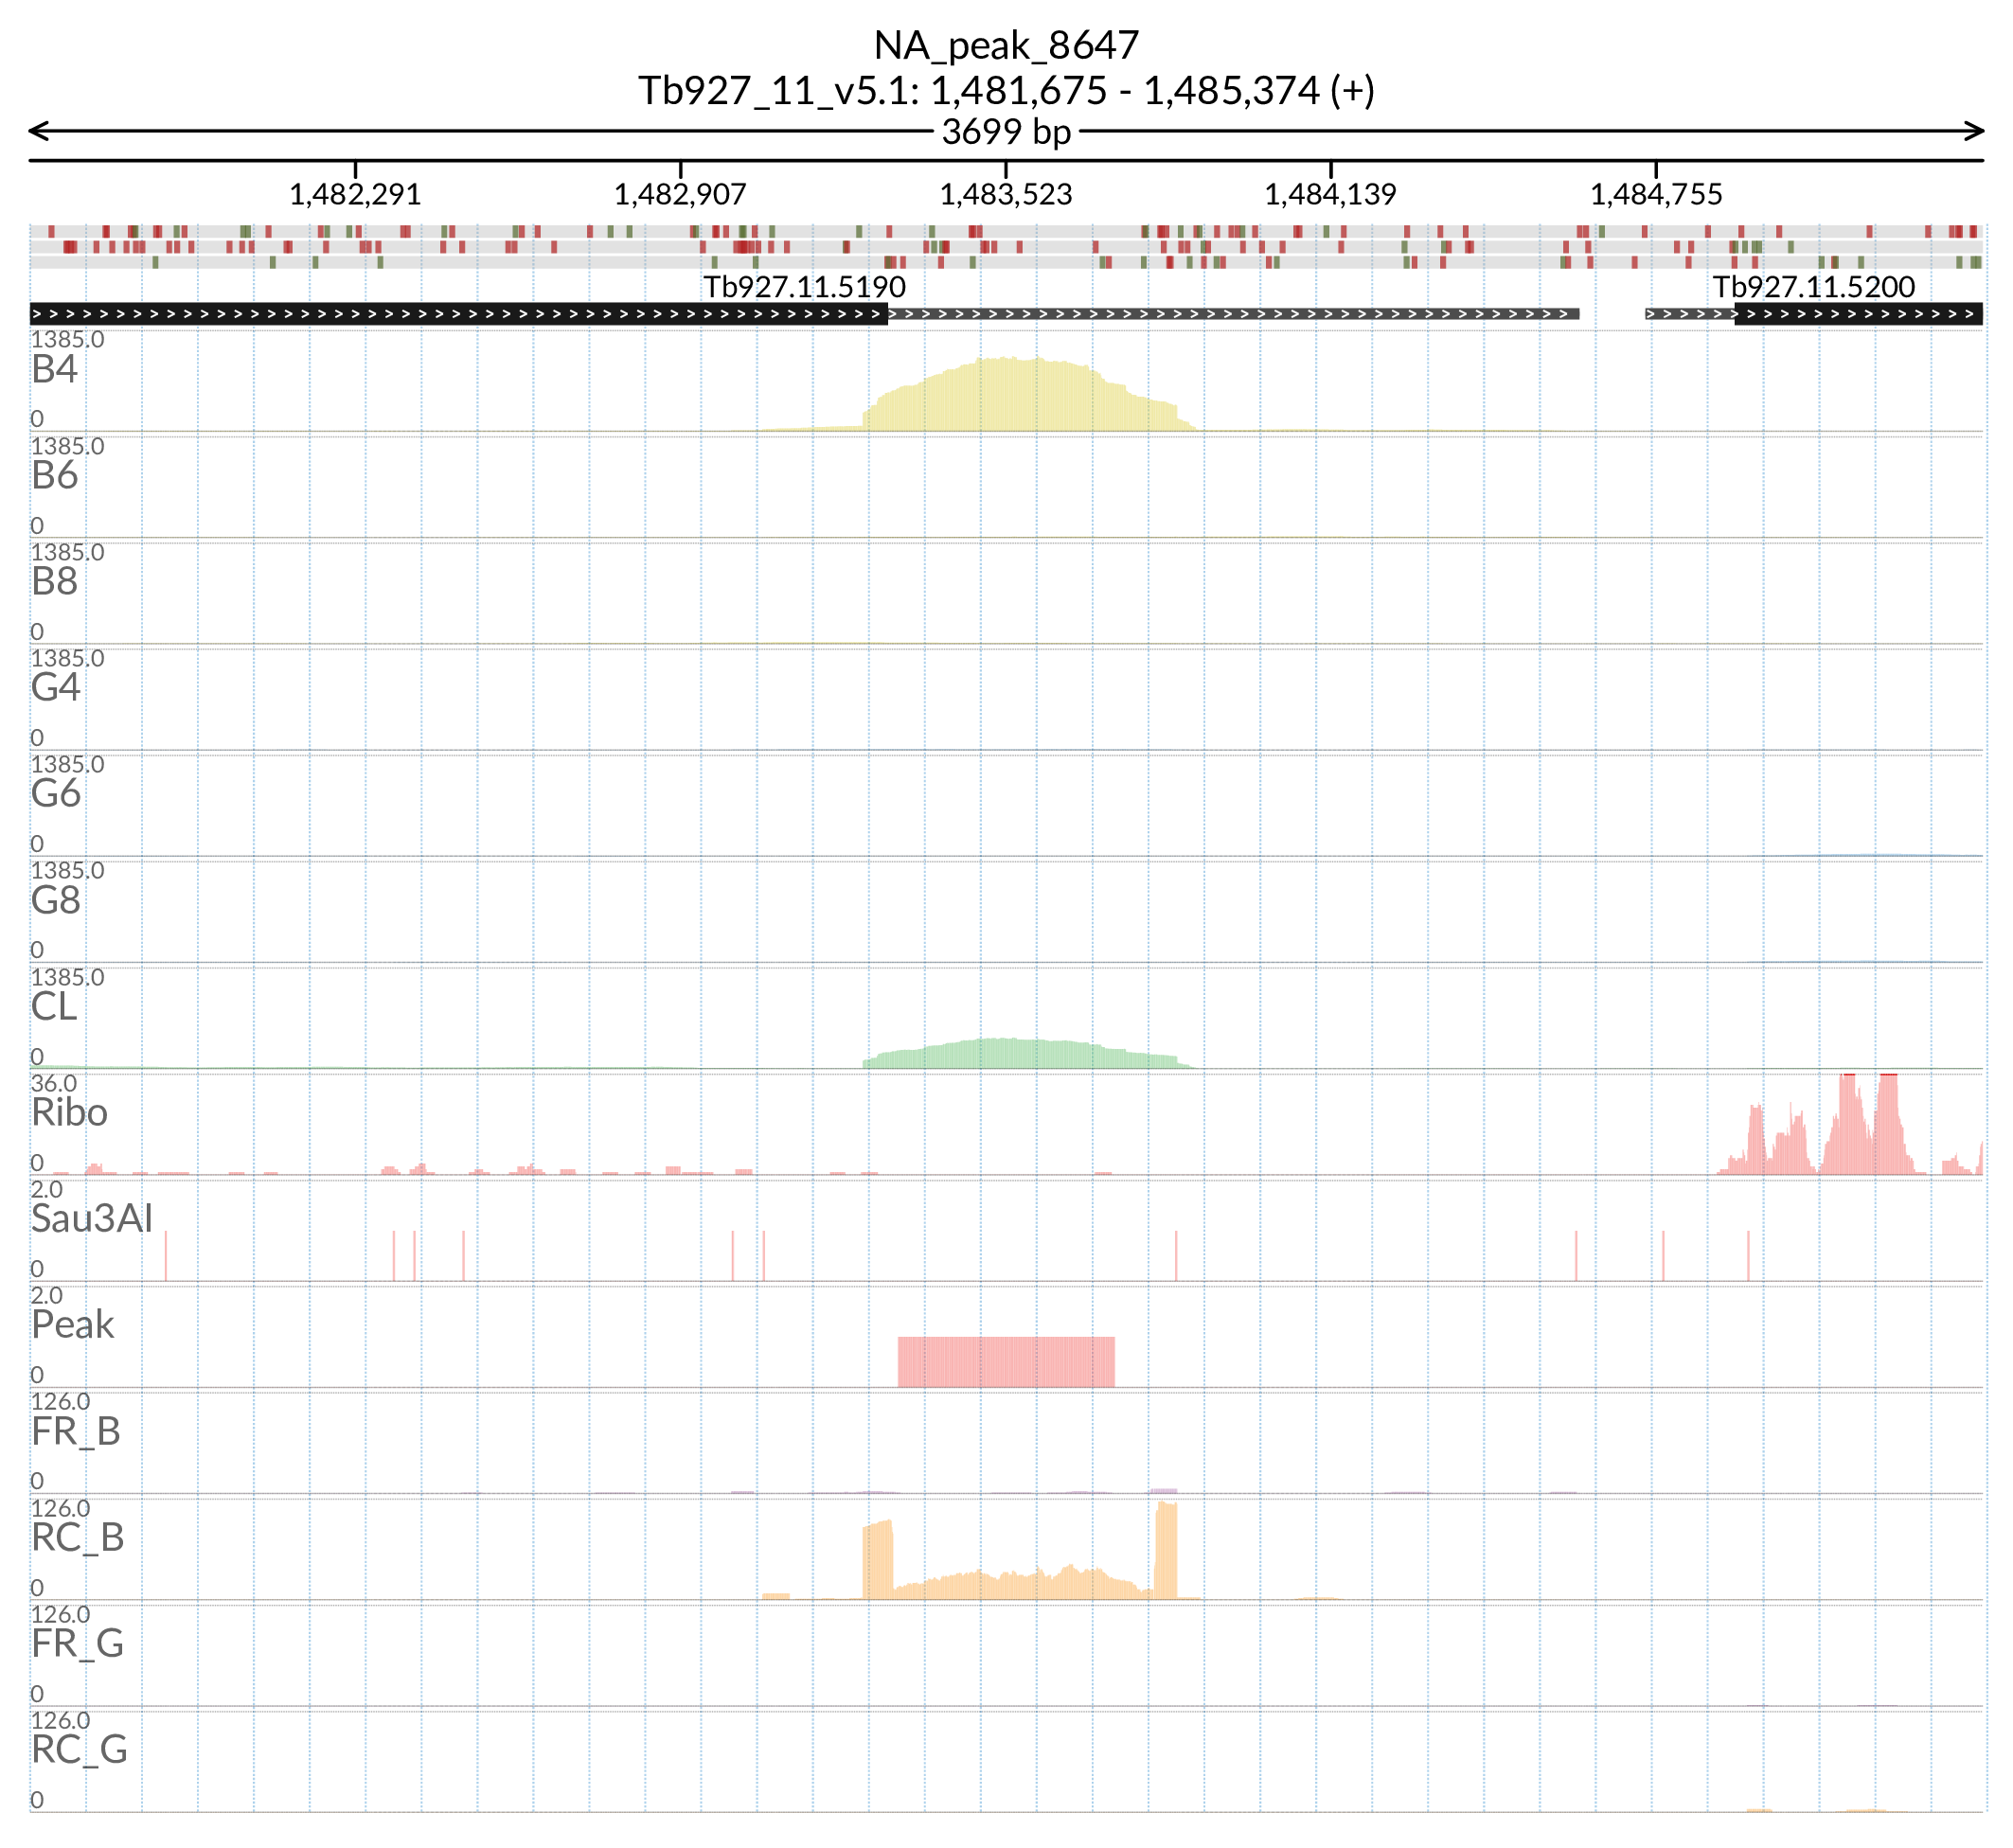 NA_peak_8647
Tb927_11_v5.1: 1,481,675 - 1,485,374 (+)
3699 bp
1,482,291 1,482,907 1,483,523 1,484,139 1,484,755
Tb927.11.5190 Tb927.11.5200
1385.0
B4
0
1385.0
B6
0
1385.0
B8
0
1385.0
G4
0
1385.0
G6
0
1385.0
G8
0
1385.0
CL
0
36.0
Ribo
0
2.0
Sau3AI
0
2.0
Peak
0
126.0
FR_B
0
126.0
RC_B
0
126.0
FR_G
0
126.0
RC_G
0